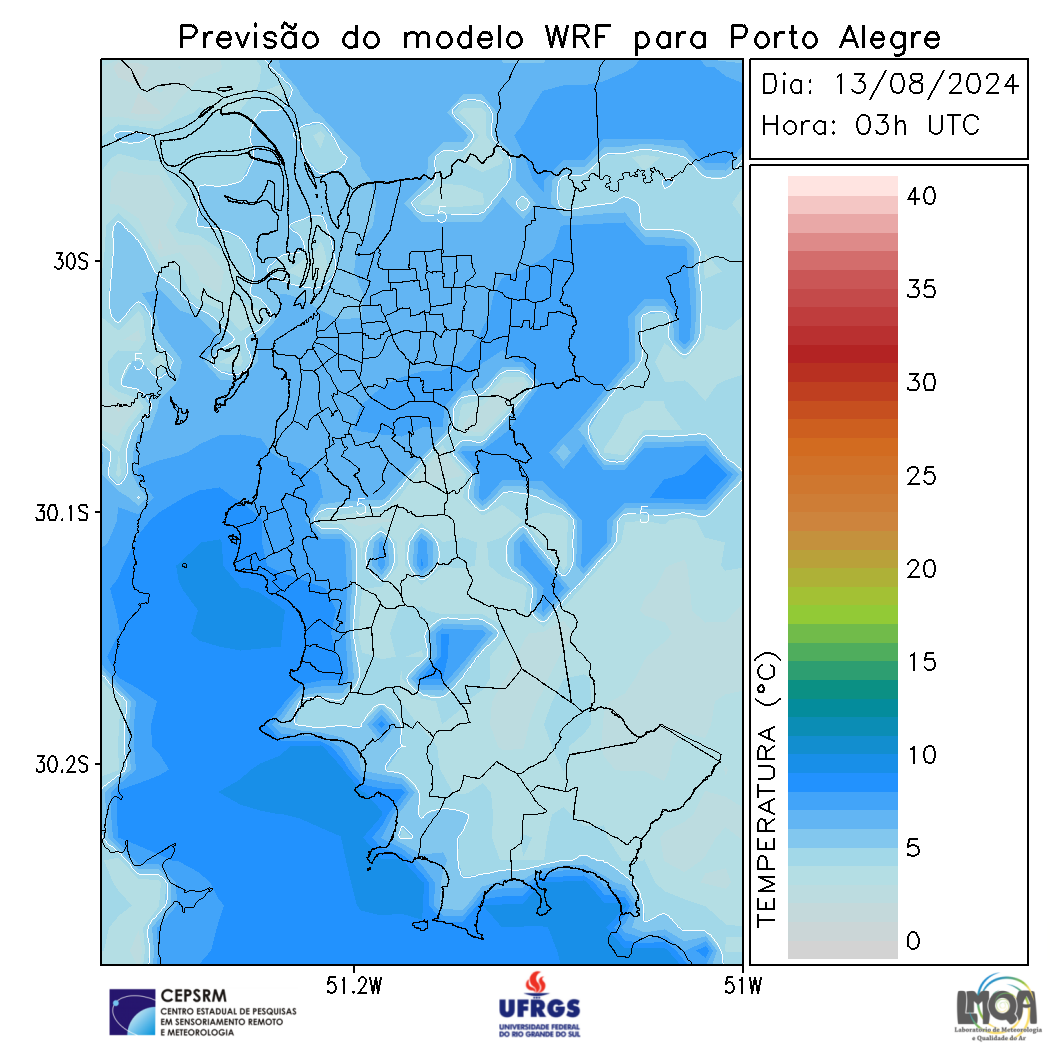 Previsão do modelo WRF para Porto Alegre
Dia: 13/08/2024
Hora: 03h UTC
40
35
30
25
20
15
10
5
0
TEMPERATURA (°C)
30S
30.1S
30.2S
51.2W
51W
5
5
5
5
CEPSRM
CENTRO ESTADUAL DE PESQUISAS
EM SENSORIAMENTO REMOTO
E METEOROLOGIA
UFRGS
UNIVERSIDADE FEDERAL
DO RIO GRANDE DO SUL
LMQA
Laboratório de Meteorologia
e Qualidade do Ar